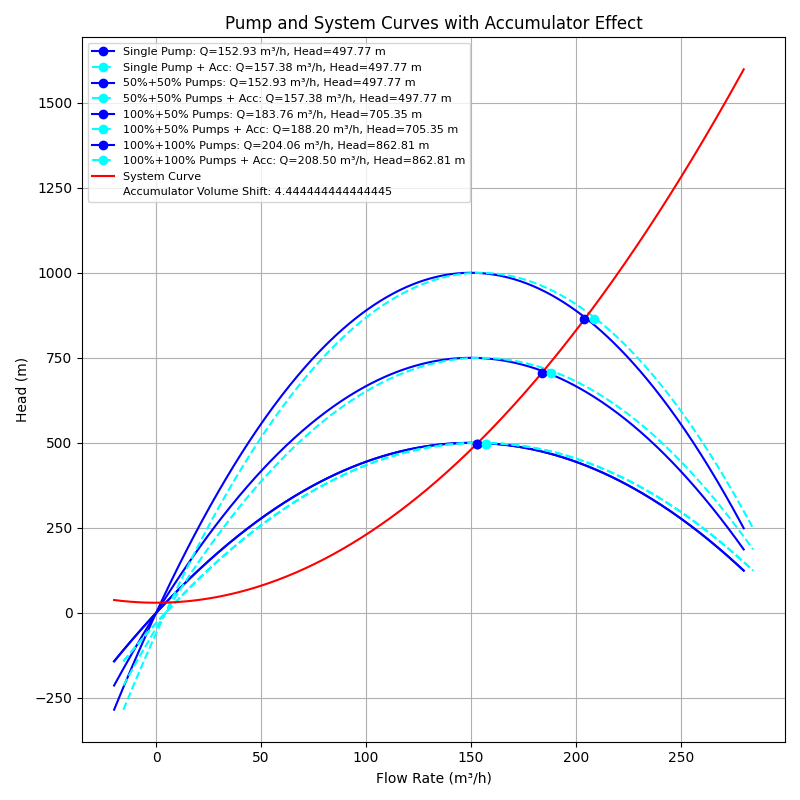 Pump and System Curves with Accumulator Effect
Single Pump: Q=152.93 m³/h, Head=497.77 m
Single Pump + Acc: Q=157.38 m³/h, Head=497.77 m
50%+50% Pumps: Q=152.93 m³/h, Head=497.77 m
50%+50% Pumps + Acc: Q=157.38 m³/h, Head=497.77 m
100%+50% Pumps: Q=183.76 m³/h, Head=705.35 m
100%+50% Pumps + Acc: Q=188.20 m³/h, Head=705.35 m
100%+100% Pumps: Q=204.06 m³/h, Head=862.81 m
100%+100% Pumps + Acc: Q=208.50 m³/h, Head=862.81 m
System Curve
Accumulator Volume Shift: 4.444444444444445
1500
1250
1000
750
500
250
0
−250
Head (m)
0 50 100 150 200 250
Flow Rate (m³/h)